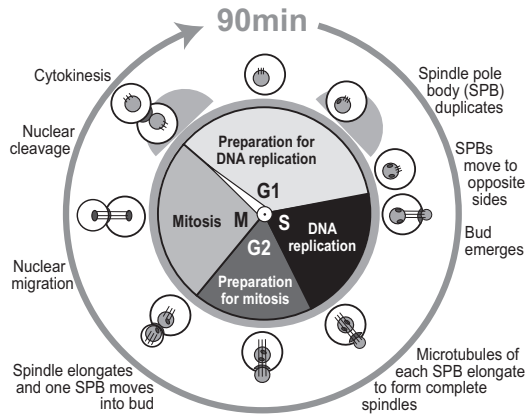 90min
Cytokinesis
Nuclear
cleavage
Nuclear
migration
Spindle elongates
and one SPB moves
into bud
Spindle pole
body (SPB)
duplicates
SPBs
move to
opposite
sides
Bud
emerges
Microtubules of
each SPB elongate
to form complete
spindles
Preparation for
DNA replication
G1
Mitosis
M
S
DNA
replication
G2
Preparation
for mitosis